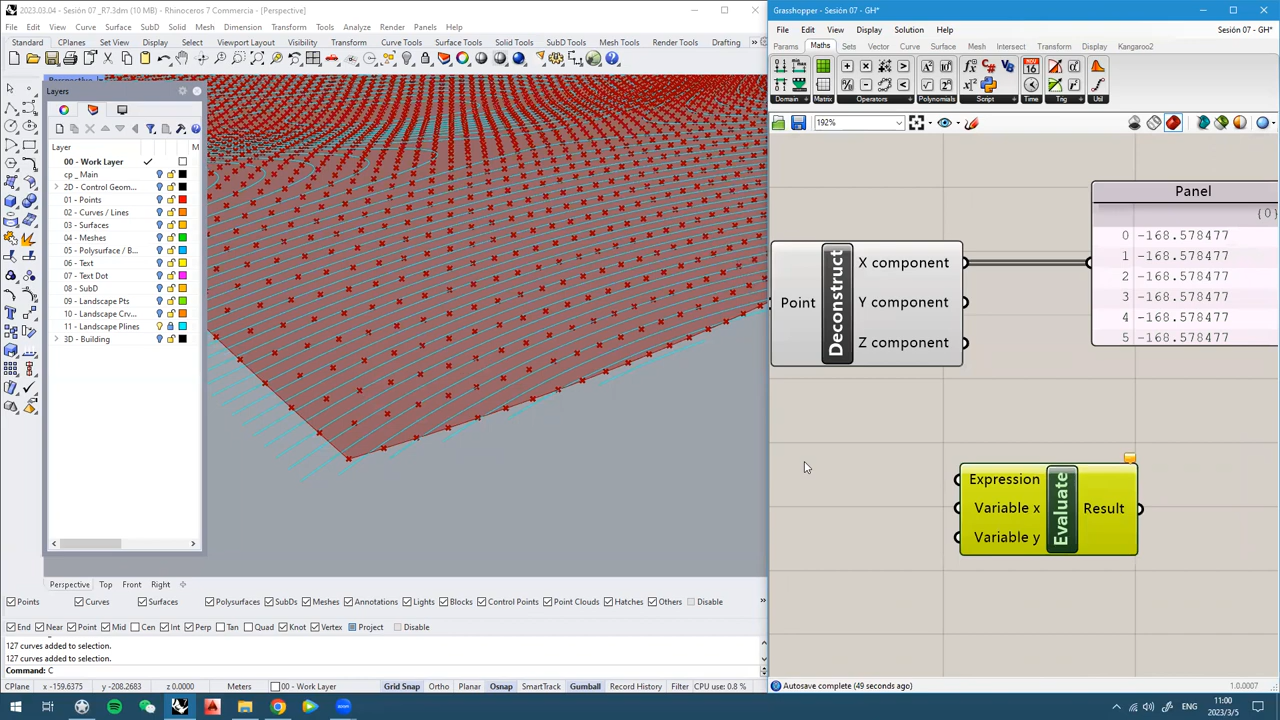 2023.03.04 - Sesión 07 _R7.3dm (10 MB) - Rhinoceros 7 Commercia - [Perspective]
File Edit View Curve Surface SubD Solid Mesh Dimension Transform Tools Analyze Render Panels Help
Standard CPlanes Set View Display Select Viewport Layout Visibility Transform Curve Tools Surface Tools Solid Tools SubD Tools Mesh Tools Render Tools Drafting »
Layers
Layer M
00 - Work Layer
cp _ Main
2D - Control Geom...
01 - Points
02 - Curves / Lines
03 - Surfaces
04 - Meshes
05 - Polysurface / B...
06 - Text
07 - Text Dot
08 - SubD
09 - Landscape Pts
10 - Landscape Crv...
11 - Landscape Plines
3D - Building
Perspective Top Front Right
Points Curves Surfaces Polysurfaces SubDs Meshes Annotations Lights Blocks Control Points Point Clouds Hatches Others Disable »
End Near Point Mid Cen Int Perp Tan Quad Knot Vertex Project Disable
127 curves added to selection.
127 curves added to selection.
Command: C
CPlane x -159.6375 y -208.2683 z 0.0000 Meters 00 - Work Layer Grid Snap Ortho Planar Osnap SmartTrack Gumball Record History Filter CPU use: 0.8 %
Grasshopper - Sesión 07 - GH*
File Edit View Display Solution Help Sesión 07 - GH*
Params Maths Sets Vector Curve Surface Mesh Intersect Transform Display Kangaroo2
Domain Matrix Operators Polynomials Script Time Trig Util
192%
Point Deconstruct X component
Y component
Z component
Panel
{0}
0 -168.578477
1 -168.578477
2 -168.578477
3 -168.578477
4 -168.578477
5 -168.578477
Expression
Variable x
Variable y
Evaluate
Result
Autosave complete (49 seconds ago) 1.0.0007
ENG 11:00
2023/3/5